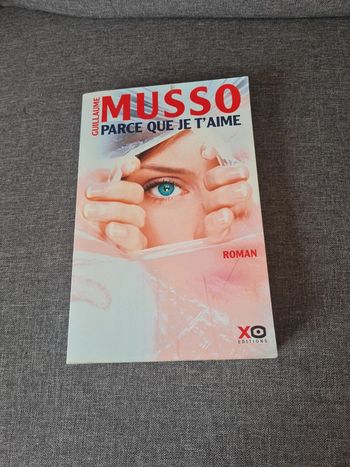 GUILLAUME
MUSSO
PARCE QUE JE T'AIME
ROMAN
XO
EDITIONS